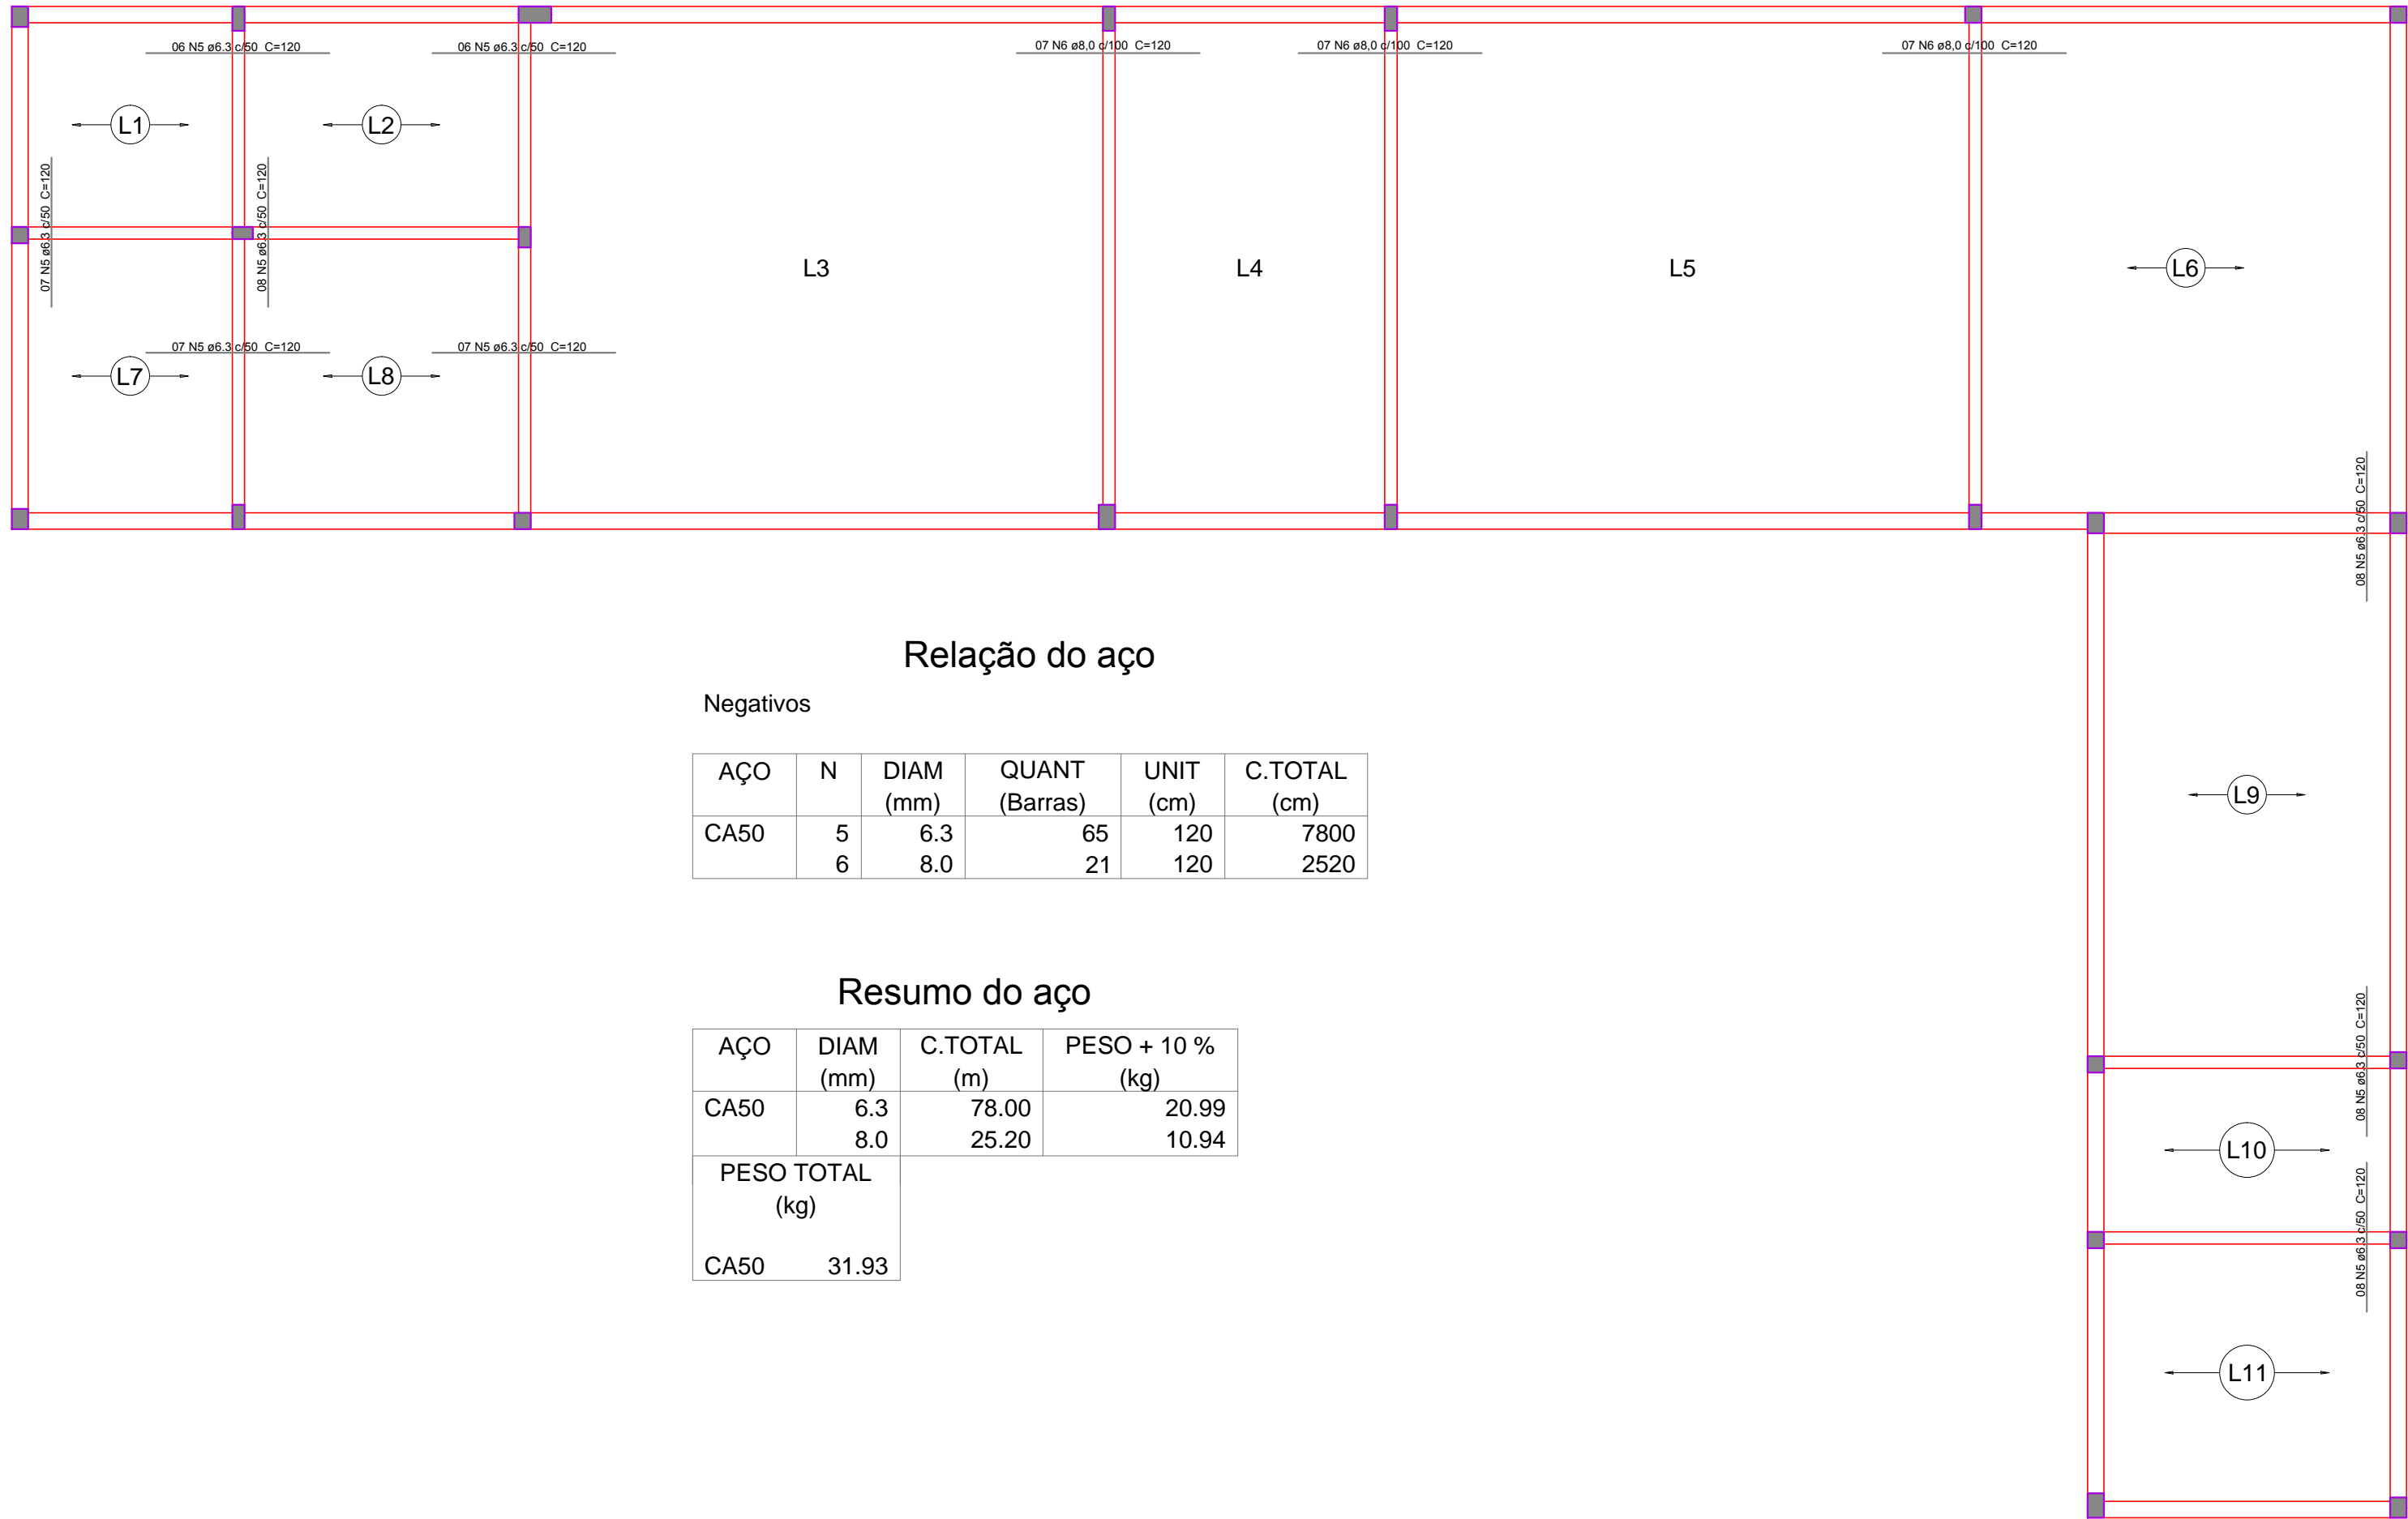 06 N5 ø6.3 c/50 C=120
06 N5 ø6.3 c/50 C=120
07 N6 ø8,0 c/100 C=120
07 N6 ø8,0 c/100 C=120
07 N6 ø8,0 c/100 C=120
L1
L2
07 N5 ø6.3 c/50 C=120
08 N5 ø6.3 c/50 C=120
L3
L4
L5
L6
07 N5 ø6.3 c/50 C=120
07 N5 ø6.3 c/50 C=120
L7
L8
08 N5 ø6.3 c/50 C=120
Relação do aço
Negativos
AÇO N DIAM QUANT UNIT C.TOTAL
(mm) (Barras) (cm) (cm)
CA50 5 6.3 65 120 7800
6 8.0 21 120 2520
L9
Resumo do aço
AÇO DIAM C.TOTAL PESO + 10 %
(mm) (m) (kg)
CA50 6.3 78.00 20.99
8.0 25.20 10.94
PESO TOTAL
(kg)
CA50 31.93
08 N5 ø6.3 c/50 C=120
L10
08 N5 ø6.3 c/50 C=120
L11